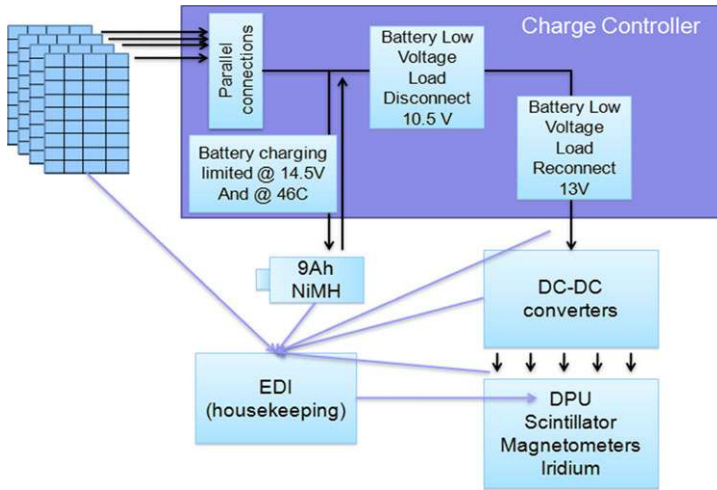 Charge Controller
Parallel
connections
Battery Low
Voltage
Load
Disconnect
10.5 V
Battery Low
Voltage
Load
Reconnect
13V
Battery charging
limited @ 14.5V
And @ 46C
9Ah
NiMH
DC-DC
converters
EDI
(housekeeping)
DPU
Scintillator
Magnetometers
Iridium